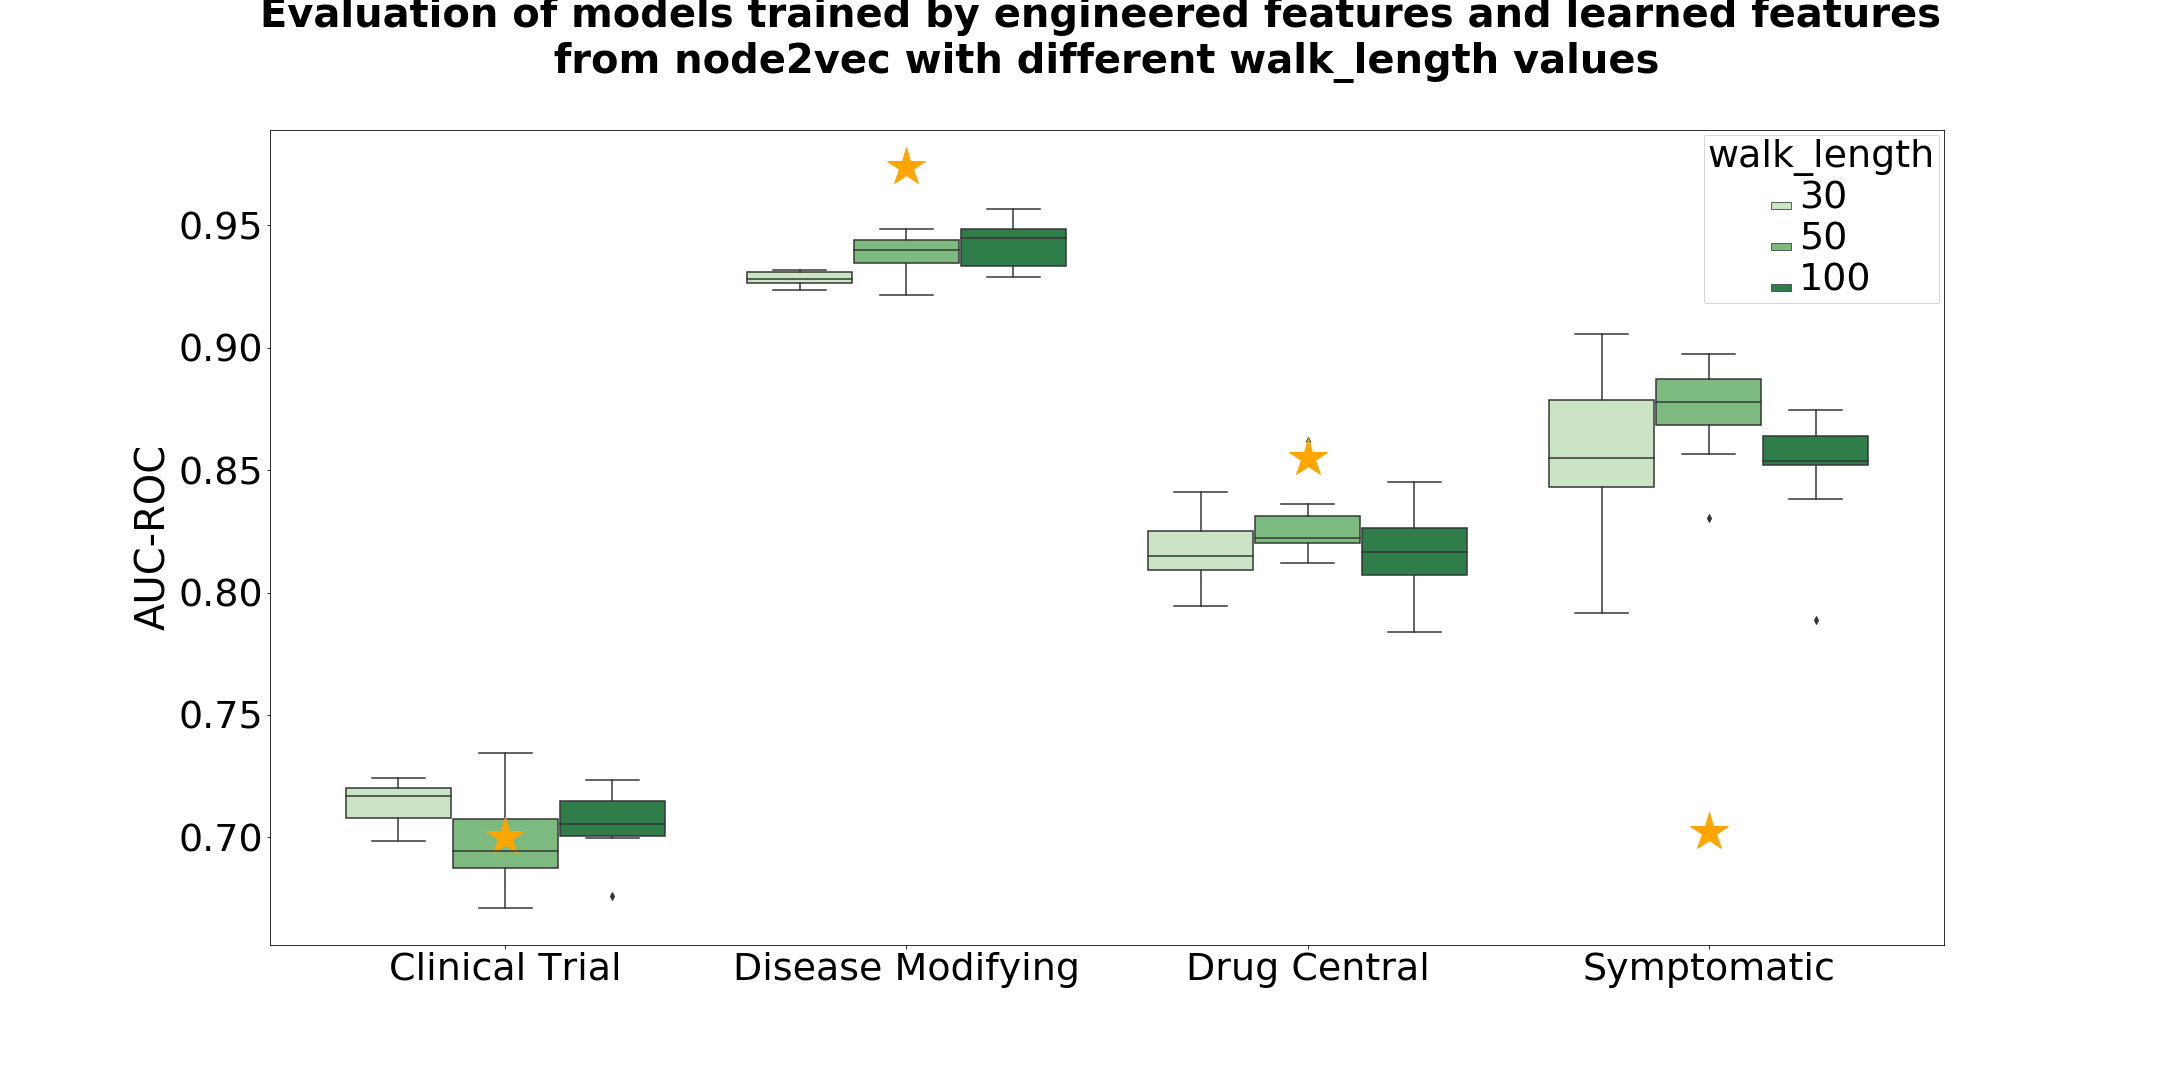 Evaluation of models trained by engineered features and learned features
from node2vec with different walk_length values
walk_length
30
50
100
AUC-ROC
0.95
0.90
0.85
0.80
0.75
0.70
Clinical Trial
Disease Modifying
Drug Central
Symptomatic